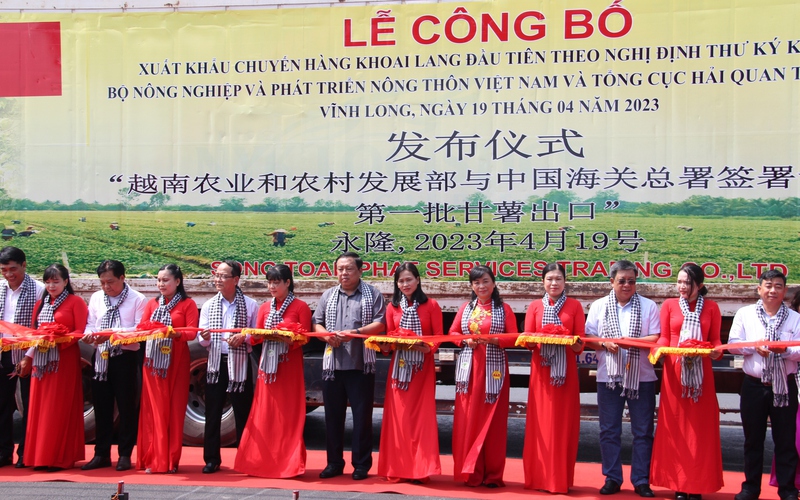 LỄ CÔNG BỐ
XUẤT KHẨU CHUYẾN HÀNG KHOAI LANG ĐẦU TIÊN THEO NGHỊ ĐỊNH THƯ KÝ K
BỘ NÔNG NGHIỆP VÀ PHÁT TRIỂN NÔNG THÔN VIỆT NAM VÀ TỔNG CỤC HẢI QUAN T
VĨNH LONG, NGÀY 19 THÁNG 04 NĂM 2023
发布仪式
“越南农业和农村发展部与中国海关总署签署
第一批甘薯出口”
永隆, 2023年4月19号
SONG TOAN PHAT SERVICES TRADING CO.,LTD